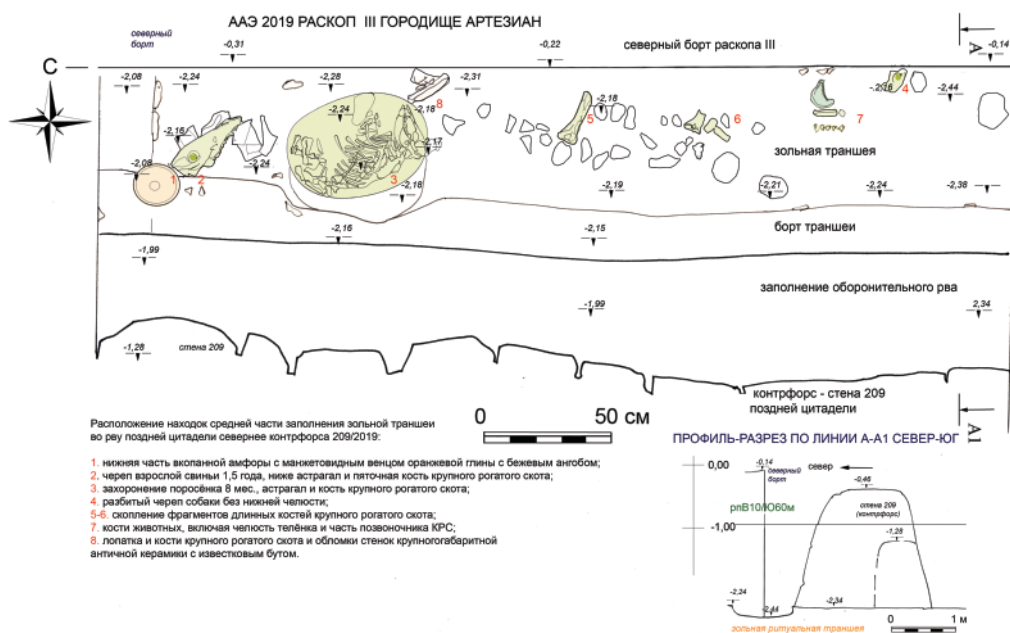 ААЭ 2019 РАСКОП III ГОРОДИЩЕ АРТЕЗИАН
северный
борт
-0,31
-0,22
северный борт раскопа III
А
-0,14
С
-2,08
-2,24
-2,28
-2,31
8
-2,18
4
-2,44
-2,24
-2,18
5
6
7
-2,16
-2,17
зольная траншея
-2,08
-2,24
1
2
3
-2,18
-2,19
-2,21
-2,24
-2,38
-2,16
-2,15
борт траншеи
-1,99
заполнение оборонительного рва
-1,99
2,34
-1,28
стена 209
контрфорс - стена 209
поздней цитадели
А1
0 50 см
Расположение находок средней части заполнения зольной траншеи
во рву поздней цитадели севернее контрфорса 209/2019:
1. нижняя часть вкопанной амфоры с манжетовидным венцом оранжевой глины с бежевым ангобом;
2. череп взрослой свиньи 1,5 года, ниже астрагал и пяточная кость крупного рогатого скота;
3. захоронение поросёнка 8 мес., астрагал и кость крупного рогатого скота;
4. разбитый череп собаки без нижней челюсти;
5-6. скопление фрагментов длинных костей крупного рогатого скота;
7. кости животных, включая челюсть телёнка и часть позвоночника КРС;
8. лопатка и кости крупного рогатого скота и обломки стенок крупногабаритной
античной керамики с известковым бутом.
ПРОФИЛЬ-РАЗРЕЗ ПО ЛИНИИ А-А1 СЕВЕР-ЮГ
0,00
-0,14
северный
борт
север
-0,46
рпВ10/Ю60м
стена 209
(контрфорс)
-1,00
-1,28
-2,24
-2,44
-2,34
0 1 м
зольная ритуальная траншея